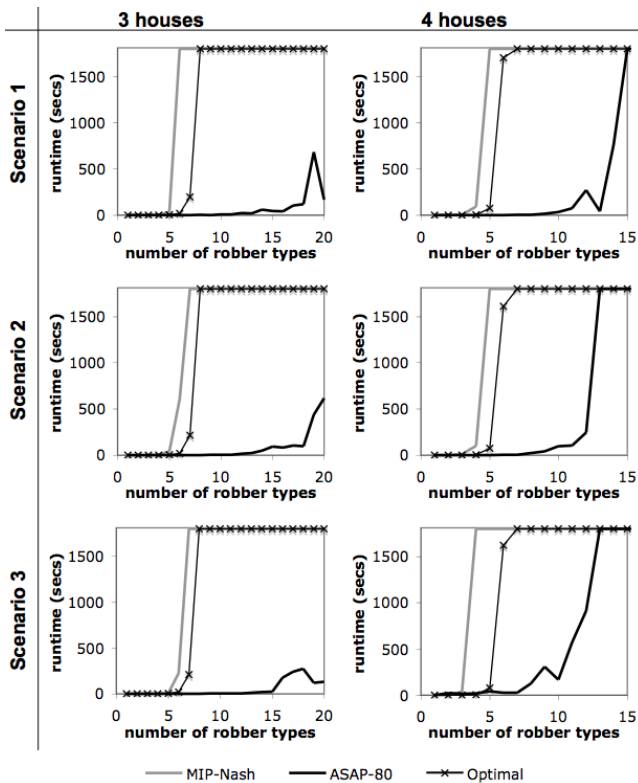 3 houses
4 houses
Scenario 1
runtime (secs)
1500
1000
500
0
0 5 10 15 20
number of robber types
runtime (secs)
1500
1000
500
0
0 5 10 15
number of robber types
Scenario 2
runtime (secs)
1500
1000
500
0
0 5 10 15 20
number of robber types
runtime (secs)
1500
1000
500
0
0 5 10 15
number of robber types
Scenario 3
runtime (secs)
1500
1000
500
0
0 5 10 15 20
number of robber types
runtime (secs)
1500
1000
500
0
0 5 10 15
number of robber types
MIP-Nash ASAP-80 Optimal